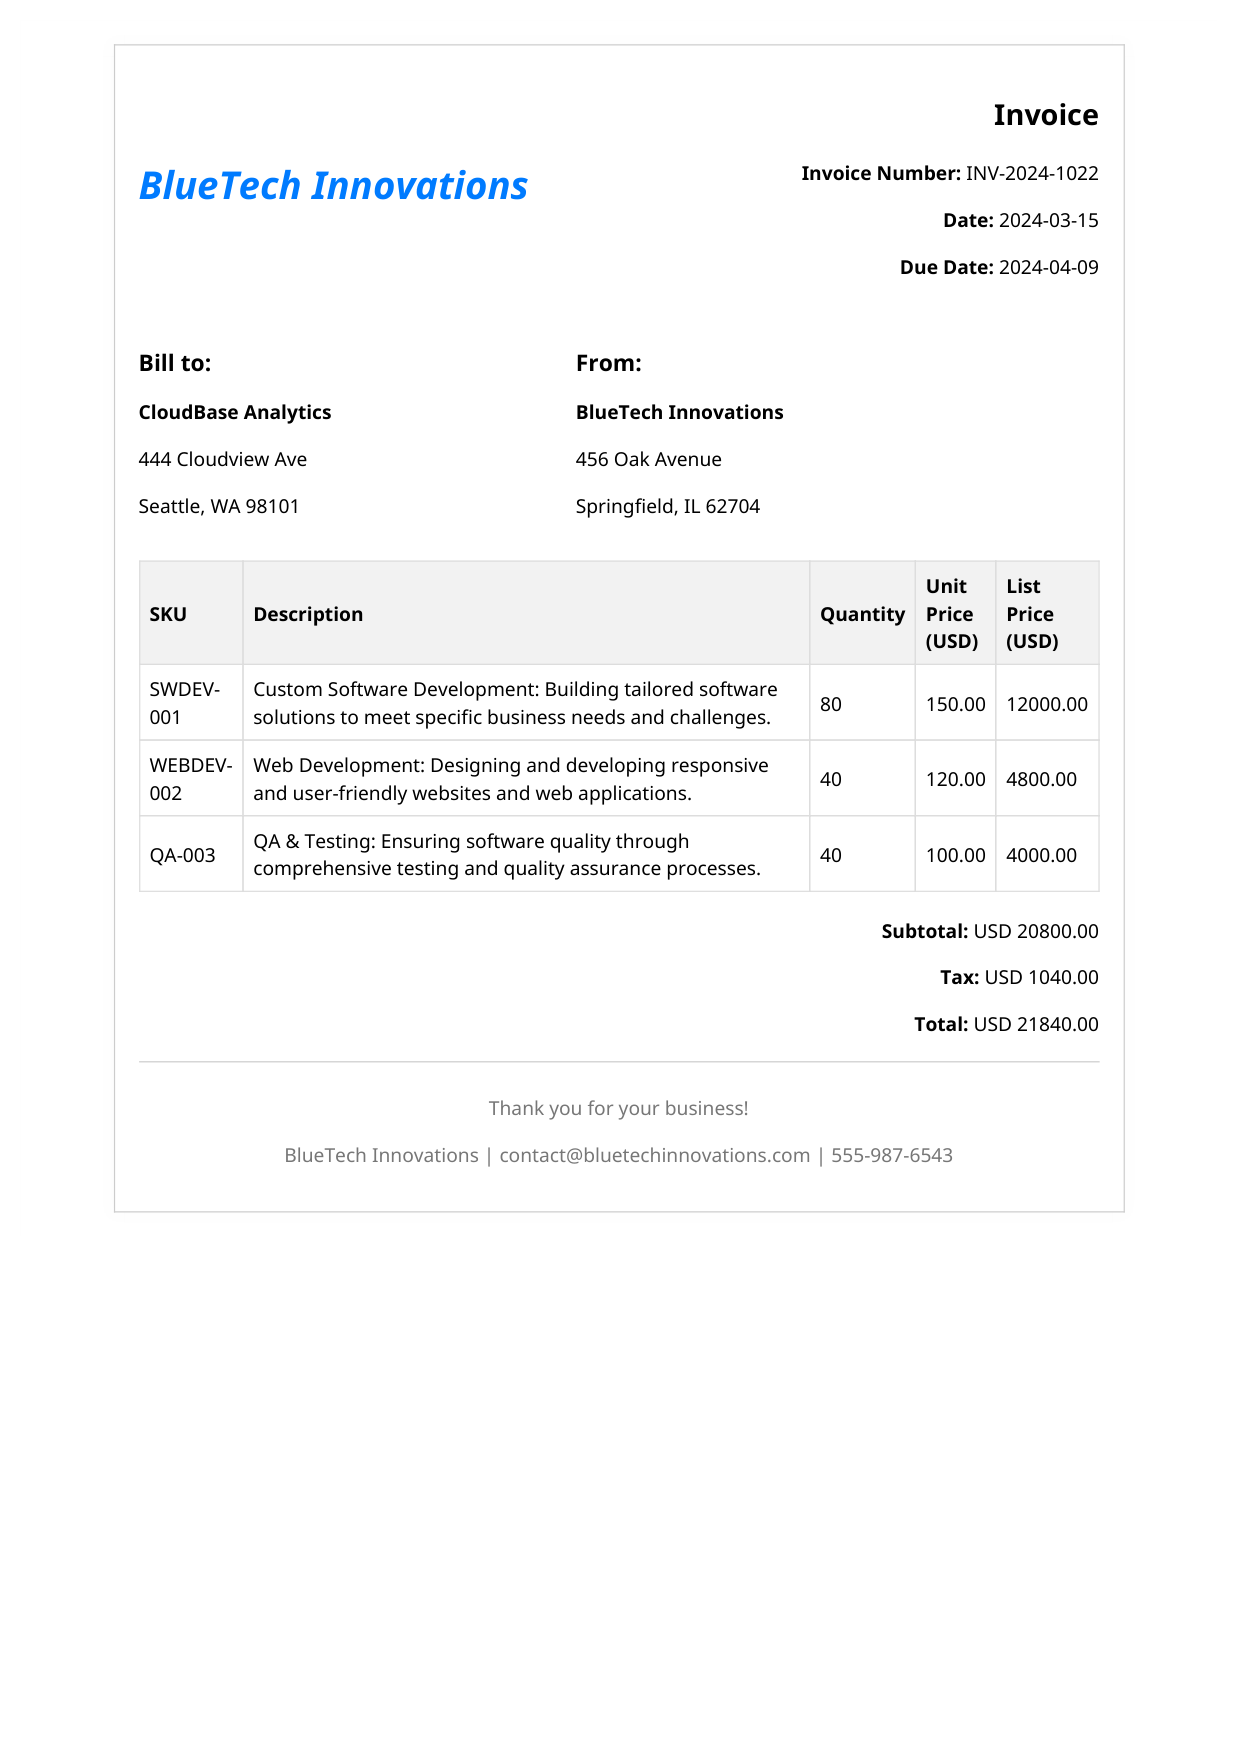 Invoice
BlueTech Innovations
Invoice Number: INV-2024-1022
Date: 2024-03-15
Due Date: 2024-04-09
Bill to:
CloudBase Analytics
444 Cloudview Ave
Seattle, WA 98101
From:
BlueTech Innovations
456 Oak Avenue
Springfield, IL 62704
SKU Description Quantity Unit Price (USD) List Price (USD)
SWDEV-001 Custom Software Development: Building tailored software solutions to meet specific business needs and challenges. 80 150.00 12000.00
WEBDEV-002 Web Development: Designing and developing responsive and user-friendly websites and web applications. 40 120.00 4800.00
QA-003 QA & Testing: Ensuring software quality through comprehensive testing and quality assurance processes. 40 100.00 4000.00
Subtotal: USD 20800.00
Tax: USD 1040.00
Total: USD 21840.00
Thank you for your business!
BlueTech Innovations | contact@bluetechinnovations.com | 555-987-6543